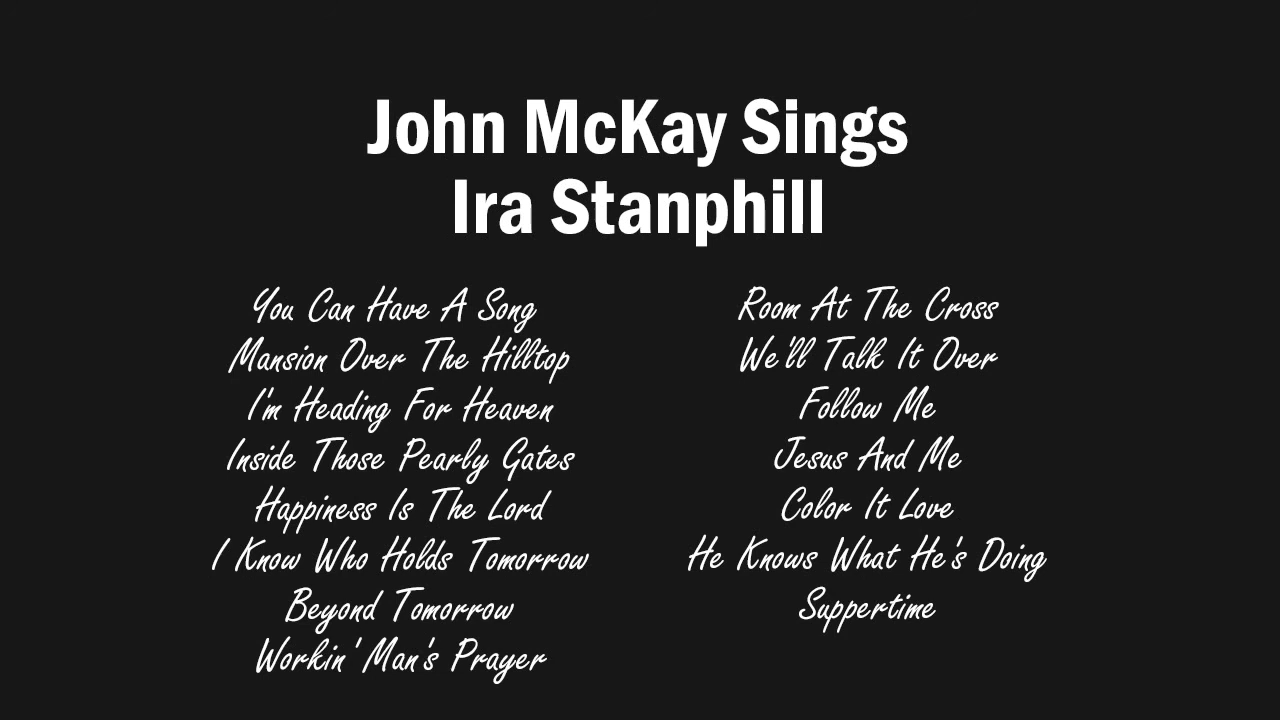 John McKay Sings
Ira Stanphill
You Can Have A Song
Mansion Over The Hilltop
I'm Heading For Heaven
Inside Those Pearly Gates
Happiness Is The Lord
I Know Who Holds Tomorrow
Beyond Tomorrow
Workin' Man's Prayer
Room At The Cross
We'll Talk It Over
Follow Me
Jesus And Me
Color It Love
He Knows What He's Doing
Suppertime